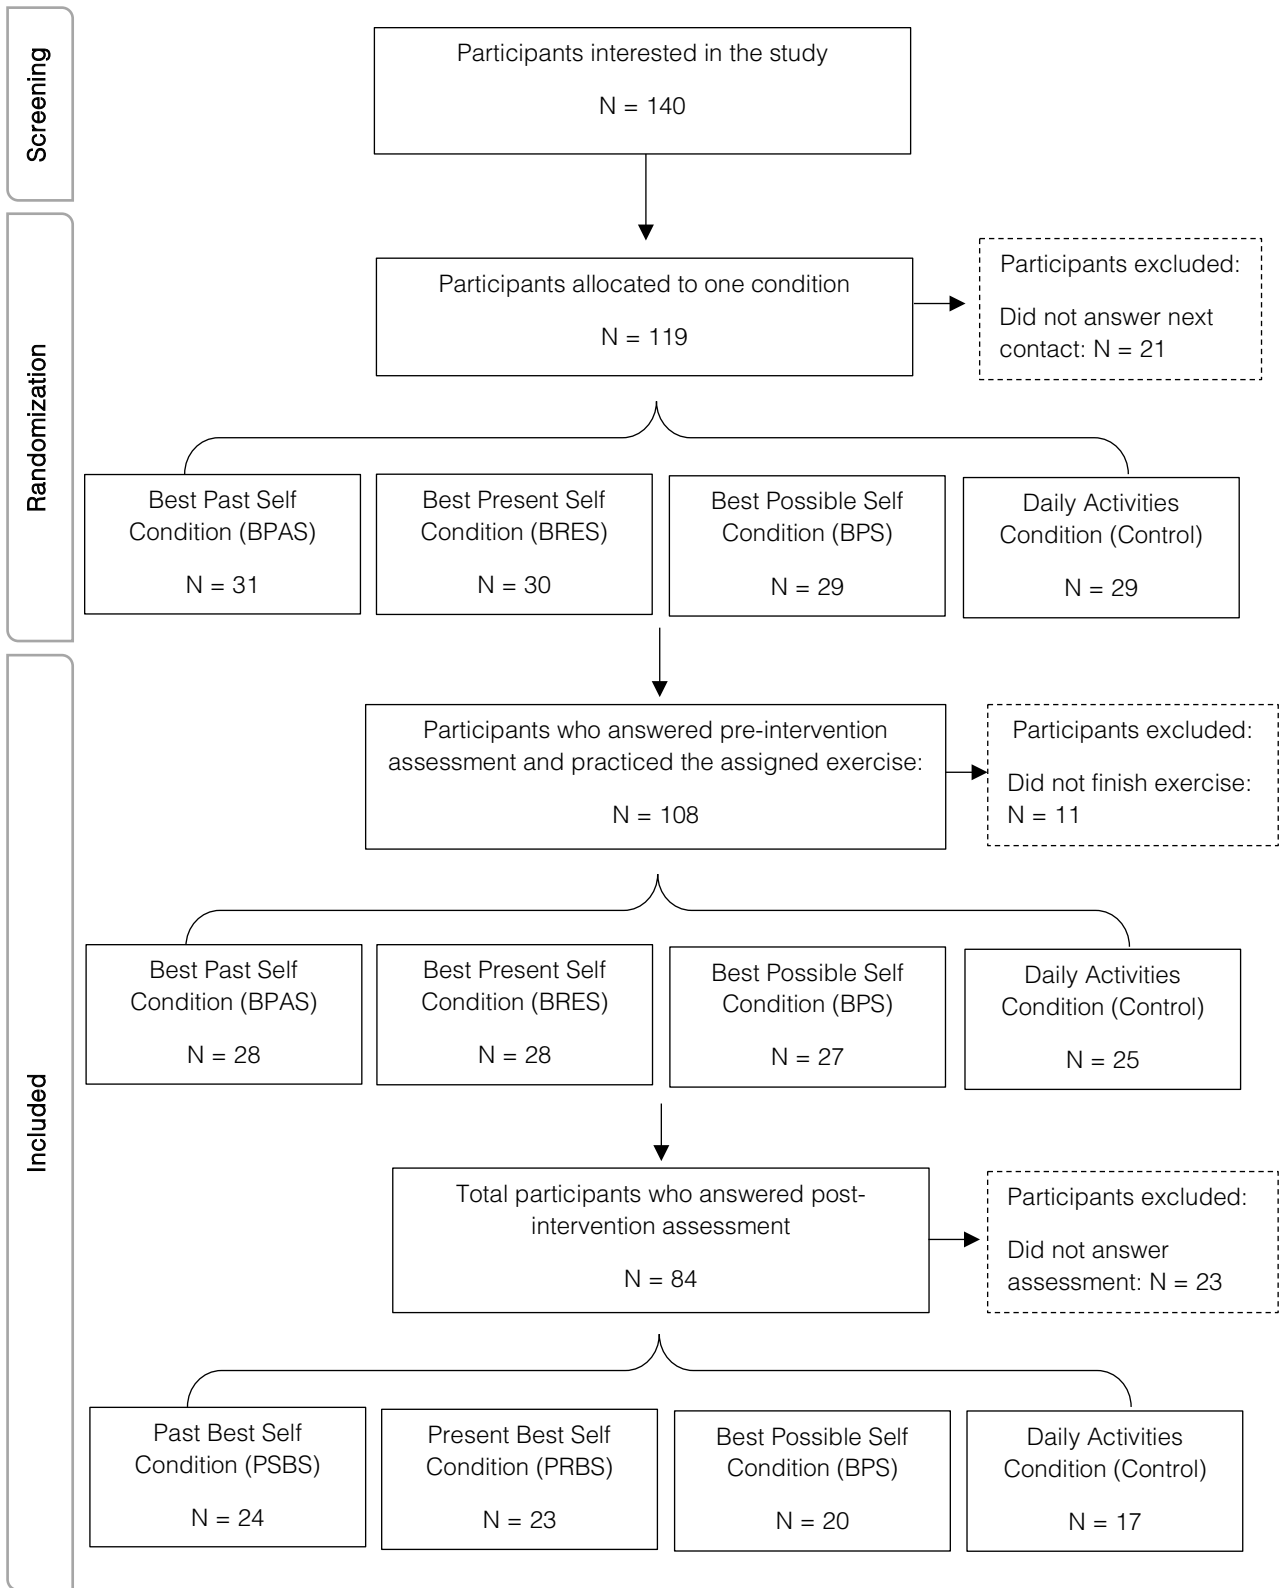 Screening
Participants interested in the study
N = 140
Randomization
Participants allocated to one condition
N = 119
Participants excluded:
Did not answer next
contact: N = 21
Best Past Self
Condition (BPAS)
N = 31
Best Present Self
Condition (BRES)
N = 30
Best Possible Self
Condition (BPS)
N = 29
Daily Activities
Condition (Control)
N = 29
Included
Participants who answered pre-intervention
assessment and practiced the assigned exercise:
N = 108
Participants excluded:
Did not finish exercise:
N = 11
Best Past Self
Condition (BPAS)
N = 28
Best Present Self
Condition (BRES)
N = 28
Best Possible Self
Condition (BPS)
N = 27
Daily Activities
Condition (Control)
N = 25
Total participants who answered post-
intervention assessment
N = 84
Participants excluded:
Did not answer
assessment: N = 23
Past Best Self
Condition (PSBS)
N = 24
Present Best Self
Condition (PRBS)
N = 23
Best Possible Self
Condition (BPS)
N = 20
Daily Activities
Condition (Control)
N = 17